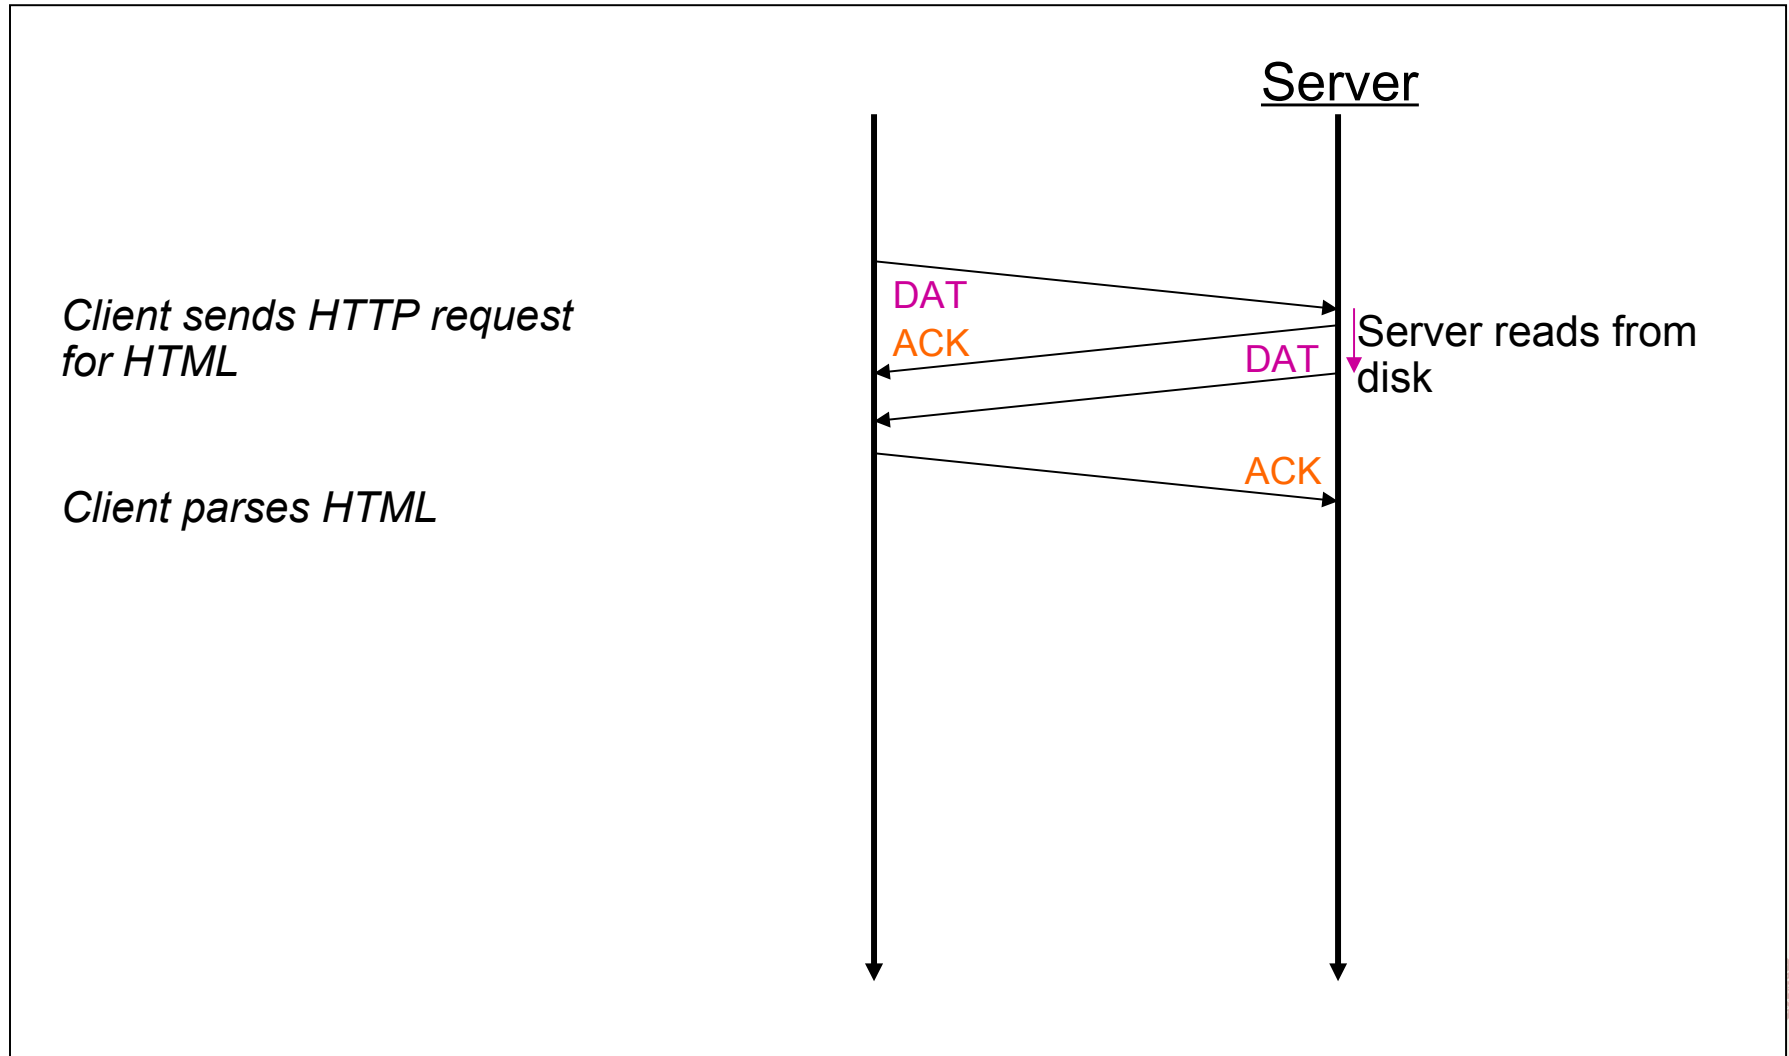 Server
DAT
Client sends HTTP request
for HTML
ACK
DAT
Server reads from
disk
ACK
Client parses HTML